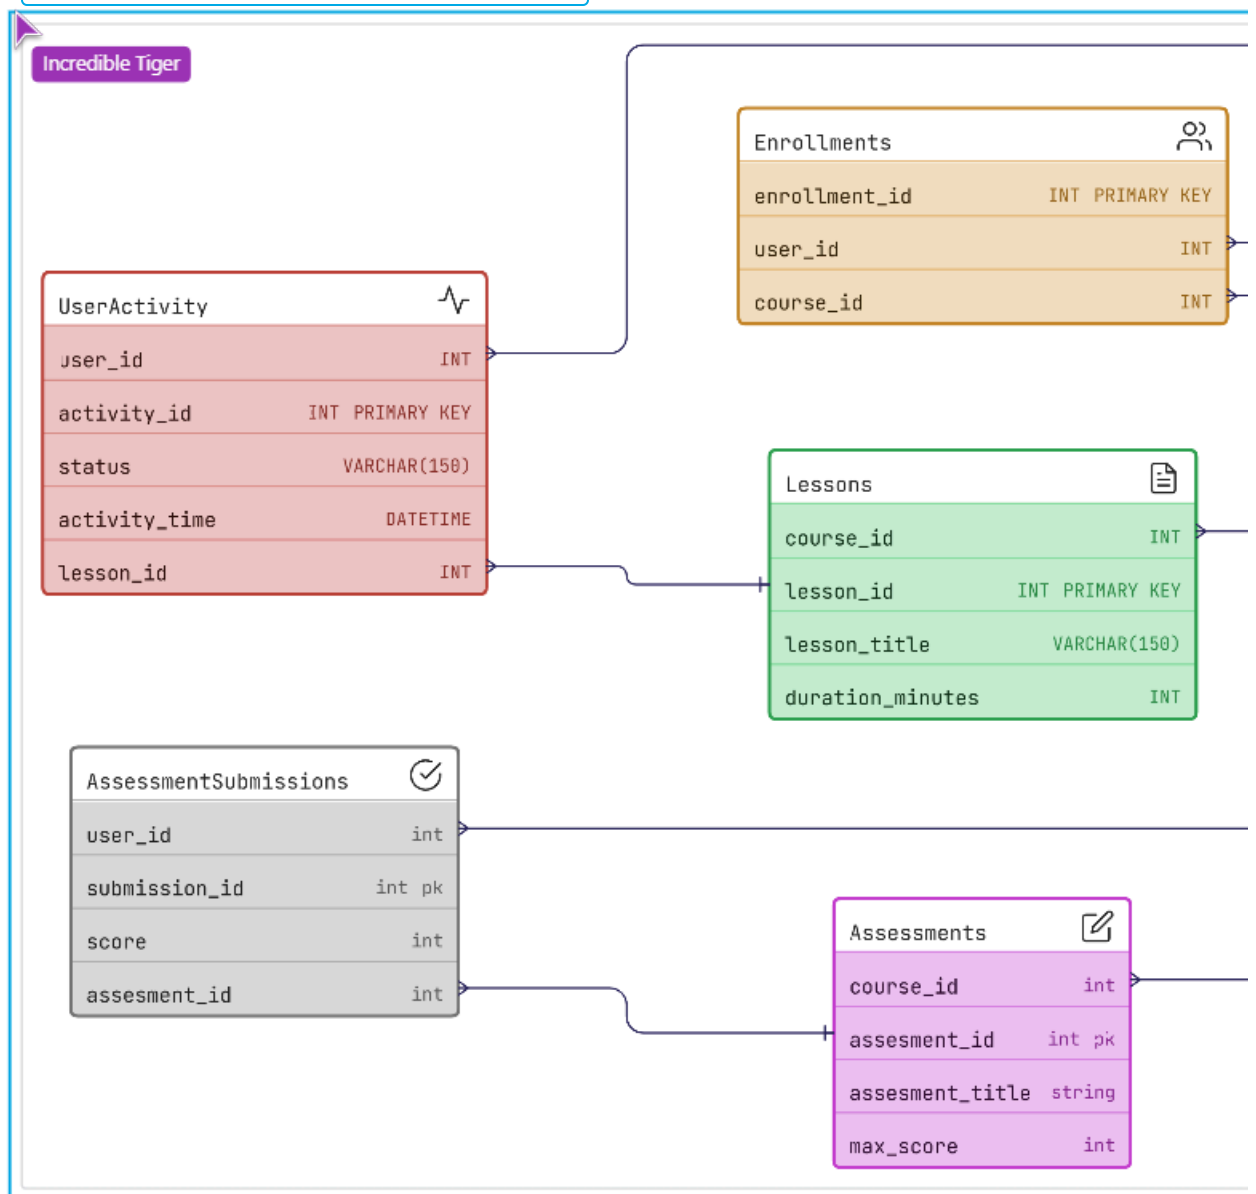 Incredible Tiger
Enrollments
enrollment_id INT PRIMARY KEY
user_id INT
course_id INT
UserActivity
user_id INT
activity_id INT PRIMARY KEY
status VARCHAR(150)
activity_time DATETIME
lesson_id INT
Lessons
course_id INT
lesson_id INT PRIMARY KEY
lesson_title VARCHAR(150)
duration_minutes INT
AssessmentSubmissions
user_id int
submission_id int pk
score int
assesment_id int
Assessments
course_id int
assesment_id int pk
assesment_title string
max_score int